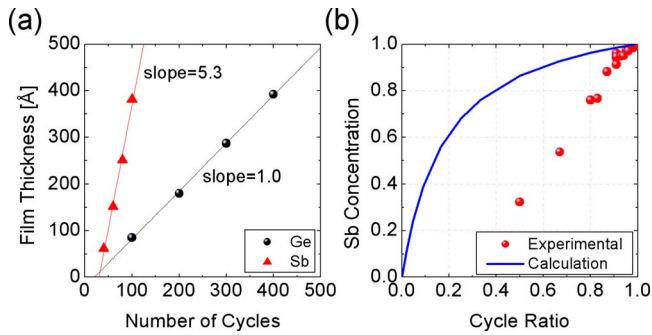 (a)
500
400
300
200
100
0
0 100 200 300 400 500
Film Thickness [Å]
Number of Cycles
slope=5.3
slope=1.0
Ge
Sb
(b)
1.0
0.8
0.6
0.4
0.2
0.0
0.0 0.2 0.4 0.6 0.8 1.0
Sb Concentration
Cycle Ratio
Experimental
Calculation